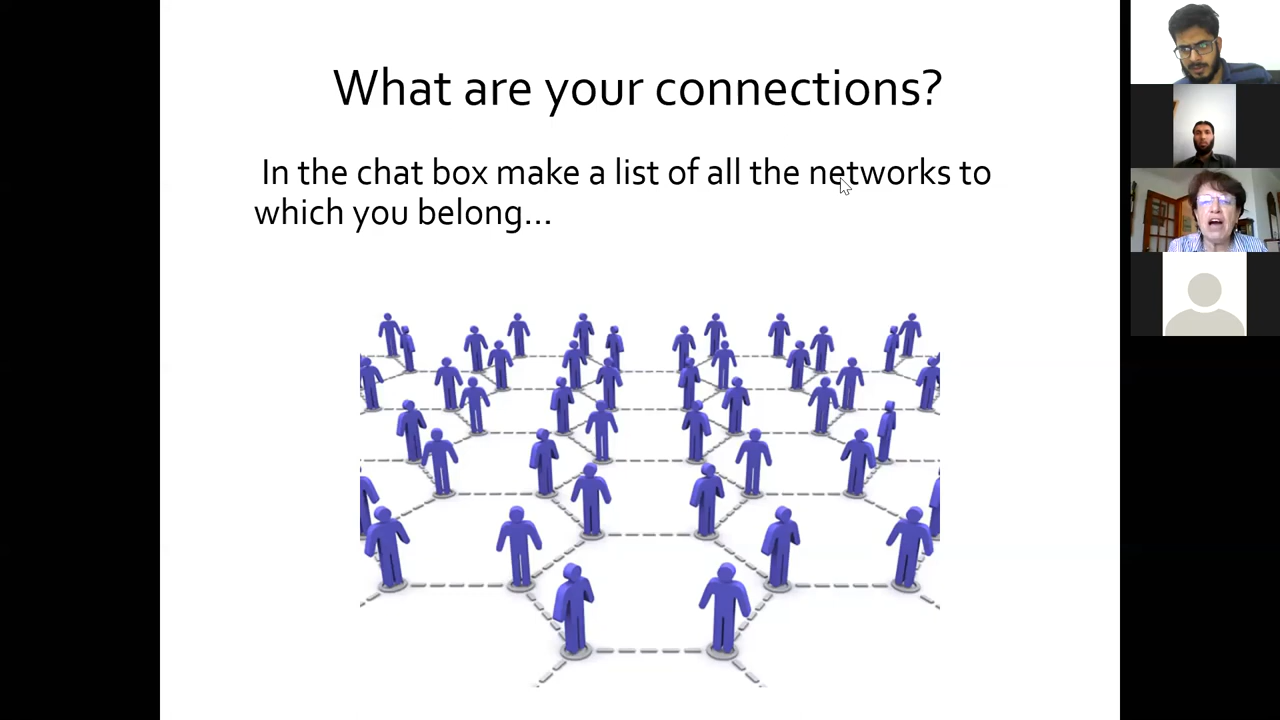 What are your connections?
In the chat box make a list of all the networks to
which you belong...